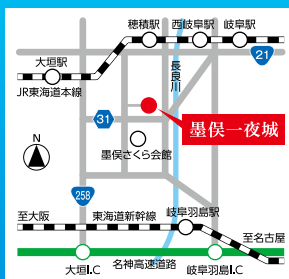 穂積駅
西岐阜駅
岐阜駅
21
大垣駅
JR東海道本線
長良川
31
墨俣一夜城
N
墨俣さくら会館
258
至大阪
東海道新幹線
岐阜羽島駅
至名古屋
大垣I.C
名神高速道路
岐阜羽島I.C